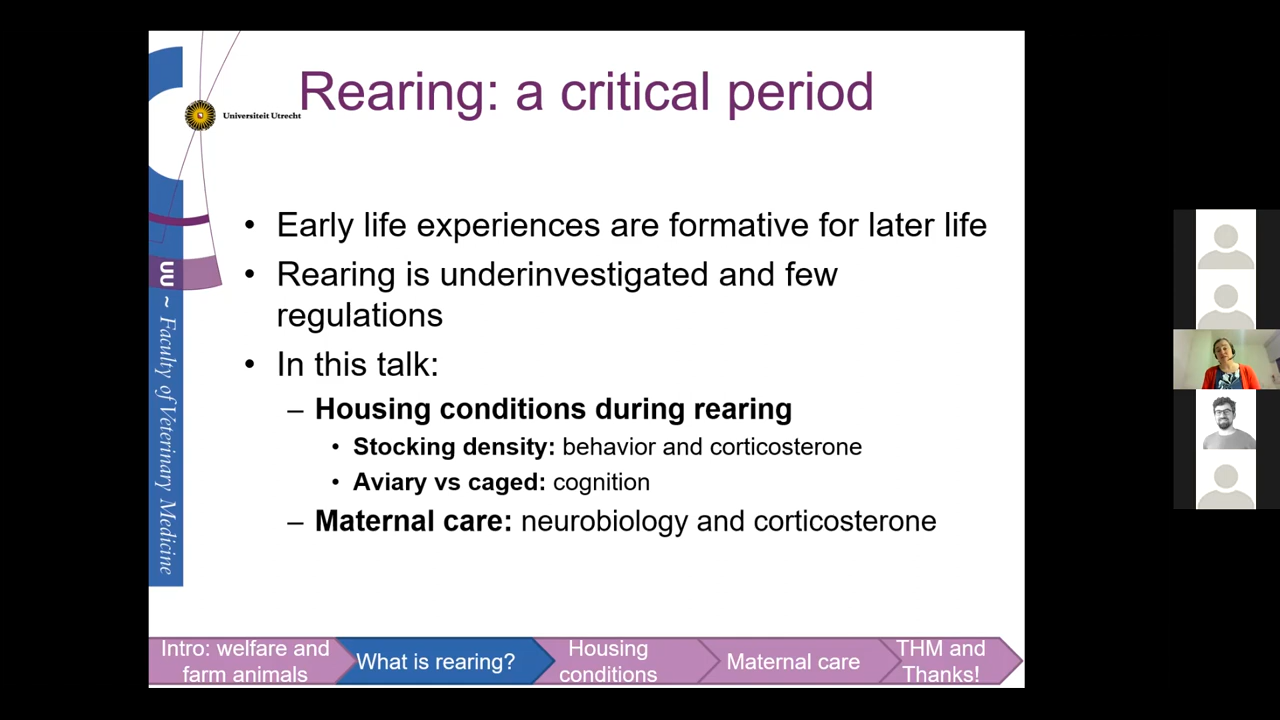 Rearing: a critical period
Universiteit Utrecht
• Early life experiences are formative for later life
• Rearing is underinvestigated and few
regulations
• In this talk:
– Housing conditions during rearing
• Stocking density: behavior and corticosterone
• Aviary vs caged: cognition
– Maternal care: neurobiology and corticosterone
UU ~ Faculty of Veterinary Medicine
Intro: welfare and
farm animals
What is rearing?
Housing
conditions
Maternal care
THM and
Thanks!